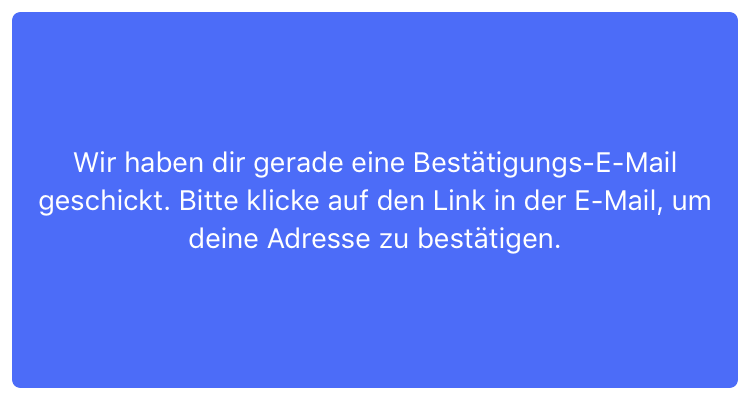 Wir haben dir gerade eine Bestätigungs-E-Mail
geschickt. Bitte klicke auf den Link in der E-Mail, um
deine Adresse zu bestätigen.